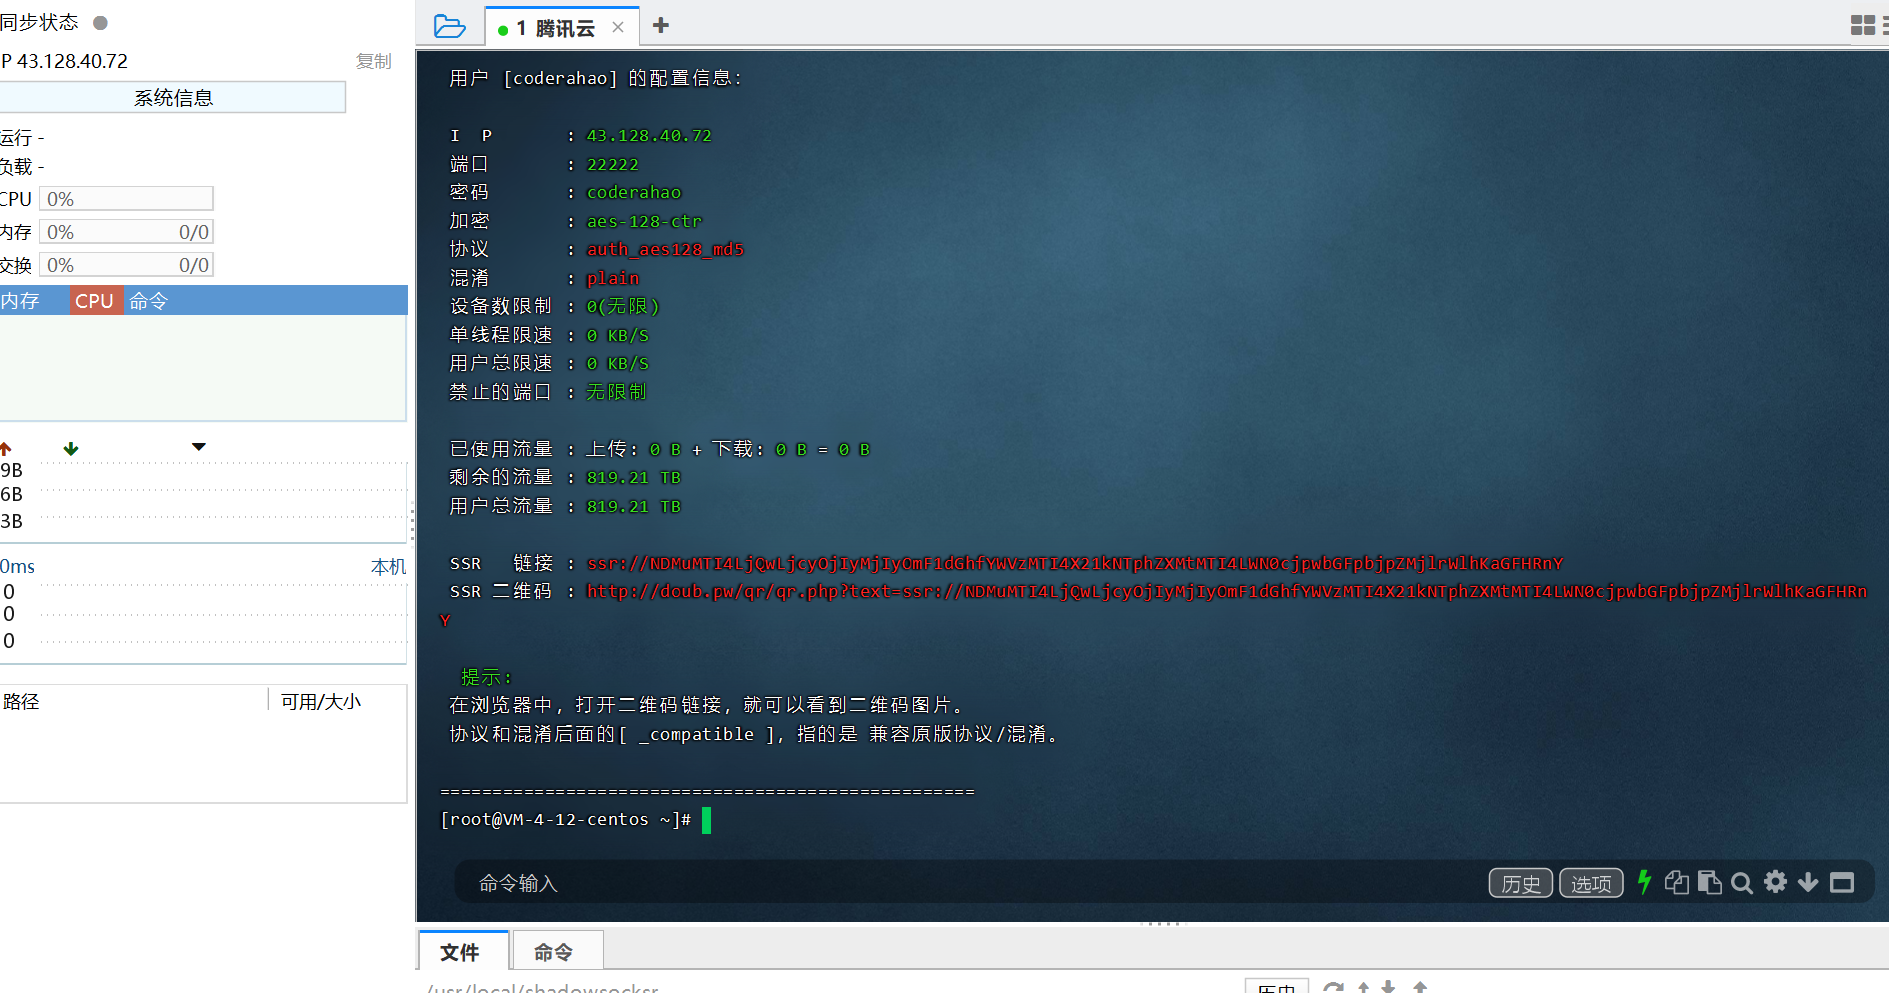 同步状态
P 43.128.40.72
复制
系统信息
运行 -
负载 -
CPU 0%
内存 0% 0/0
交换 0% 0/0
内存 CPU 命令
9B
6B
3B
0ms 本机
0
0
0
路径 可用/大小
1 腾讯云
用户 [coderahao] 的配置信息:
I  P : 43.128.40.72
端口 : 22222
密码 : coderahao
加密 : aes-128-ctr
协议 : auth_aes128_md5
混淆 : plain
设备数限制 : 0(无限)
单线程限速 : 0 KB/S
用户总限速 : 0 KB/S
禁止的端口 : 无限制
已使用流量 : 上传: 0 B + 下载: 0 B = 0 B
剩余的流量 : 819.21 TB
用户总流量 : 819.21 TB
SSR 链接 : ssr://NDMuMTI4LjQwLjcyOjIyMjIyOmF1dGhfYWVzMTI4X21kNTphZXMtMTI4LWN0cjpwbGFpbjpZMjlrWlhKaGFHRnY
SSR 二维码 : http://doub.pw/qr/qr.php?text=ssr://NDMuMTI4LjQwLjcyOjIyMjIyOmF1dGhfYWVzMTI4X21kNTphZXMtMTI4LWN0cjpwbGFpbjpZMjlrWlhKaGFHRn
Y
提示:
在浏览器中，打开二维码链接，就可以看到二维码图片。
协议和混淆后面的[ _compatible ]，指的是 兼容原版协议/混淆。
===================================================
[root@VM-4-12-centos ~]#
命令输入
历史 选项
文件 命令
/usr/local/shadowsocksr
历史